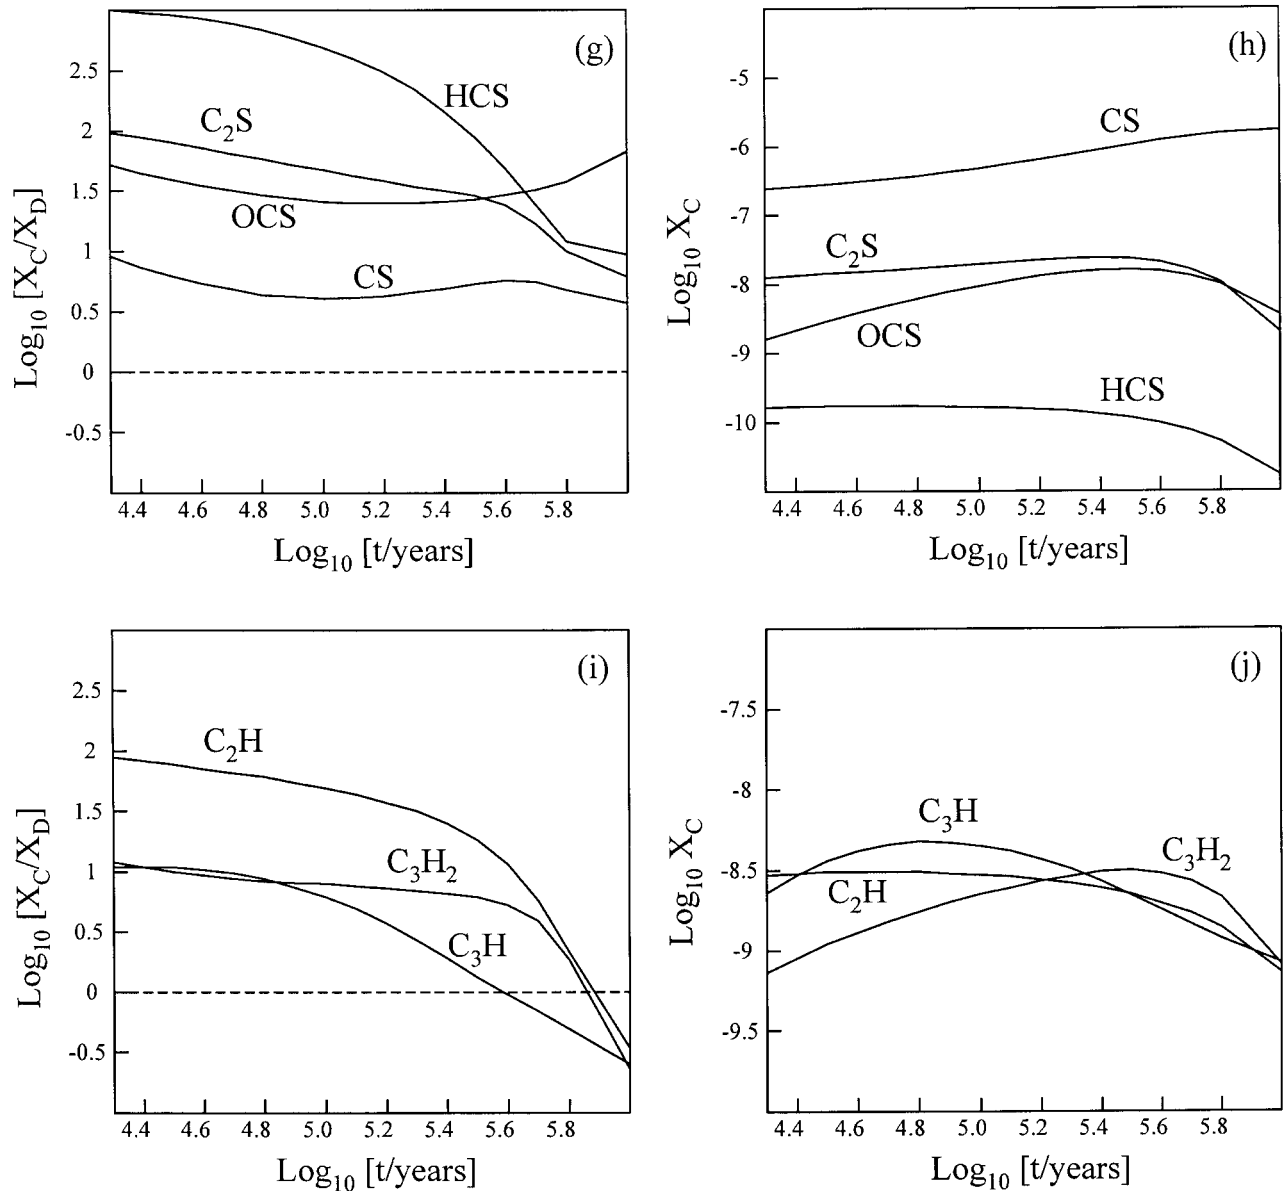 (g)
Log10 [XC/XD]
2.5
2
1.5
1
0.5
0
-0.5
HCS
C2S
OCS
CS
4.4 4.6 4.8 5.0 5.2 5.4 5.6 5.8
Log10 [t/years]
(h)
Log10 XC
-5
-6
-7
-8
-9
-10
CS
C2S
OCS
HCS
4.4 4.6 4.8 5.0 5.2 5.4 5.6 5.8
Log10 [t/years]
(i)
Log10 [XC/XD]
2.5
2
1.5
1
0.5
0
-0.5
C2H
C3H2
C3H
4.4 4.6 4.8 5.0 5.2 5.4 5.6 5.8
Log10 [t/years]
(j)
Log10 XC
-7.5
-8
-8.5
-9
-9.5
C3H
C3H2
C2H
4.4 4.6 4.8 5.0 5.2 5.4 5.6 5.8
Log10 [t/years]